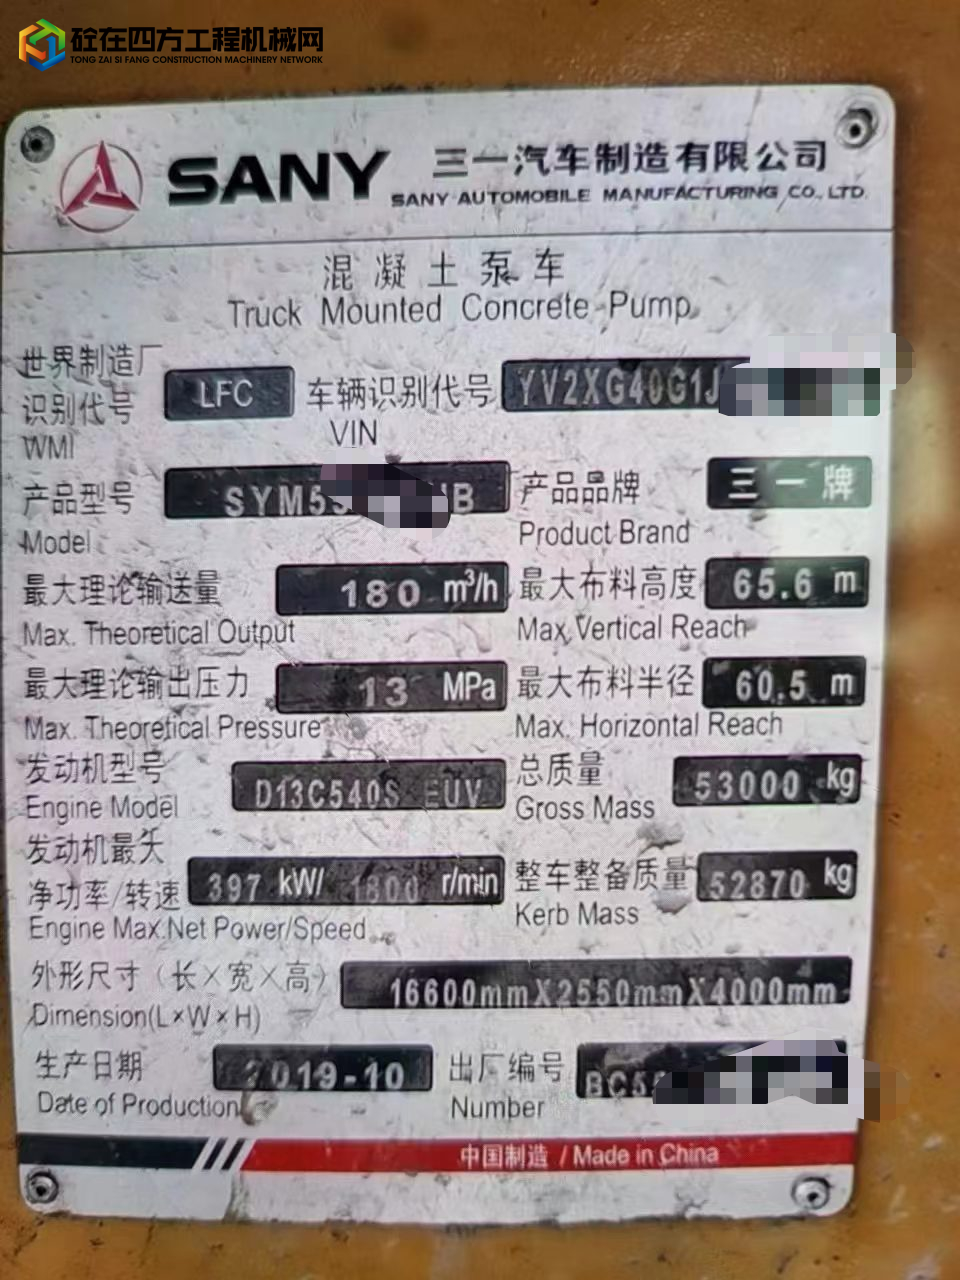 砼在四方工程机械网
TONG ZAI SI FANG CONSTRUCTION MACHINERY NETWORK
SANY 三一汽车制造有限公司
SANY AUTOMOBILE MANUFACTURING CO., LTD.
混凝土泵车
Truck Mounted Concrete Pump
世界制造厂
识别代号 LFC 车辆识别代号 YV2XG40G1J
WMI VIN
产品型号 SYM5 B 产品品牌 三一牌
Model Product Brand
最大理论输送量 180 m³/h 最大布料高度 65.6 m
Max. Theoretical Output Max.Vertical Reach
最大理论输出压力 13 MPa 最大布料半径 60.5 m
Max. Theoretical Pressure Max. Horizontal Reach
发动机型号 D13C540S EUV 总质量 53000 kg
Engine Model Gross Mass
发动机最大
净功率/转速 397 kW/ 1800 r/min 整车整备质量 52870 kg
Engine Max.Net Power/Speed Kerb Mass
外形尺寸（长×宽×高） 16600mmX2550mmX4000mm
Dimension(L×W×H)
生产日期 2019-10 出厂编号 BC5
Date of Production Number
中国制造 / Made in China